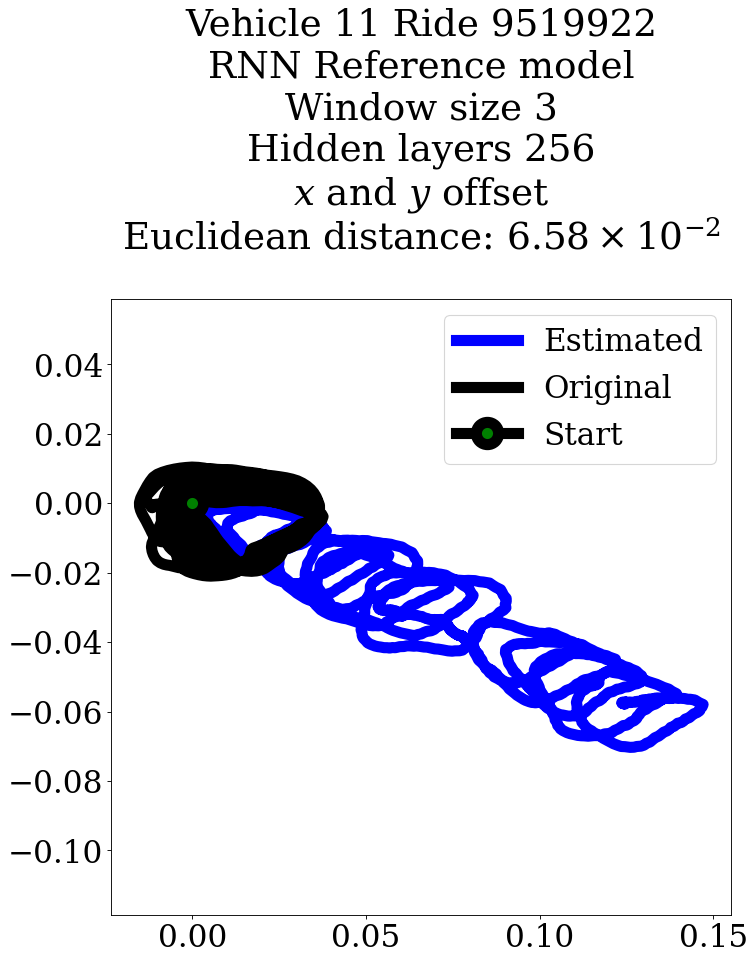 Vehicle 11 Ride 9519922
RNN Reference model
Window size 3
Hidden layers 256
x and y offset
Euclidean distance: 6.58 × 10⁻²
Estimated
Original
Start
0.04
0.02
0.00
−0.02
−0.04
−0.06
−0.08
−0.10
0.00 0.05 0.10 0.15